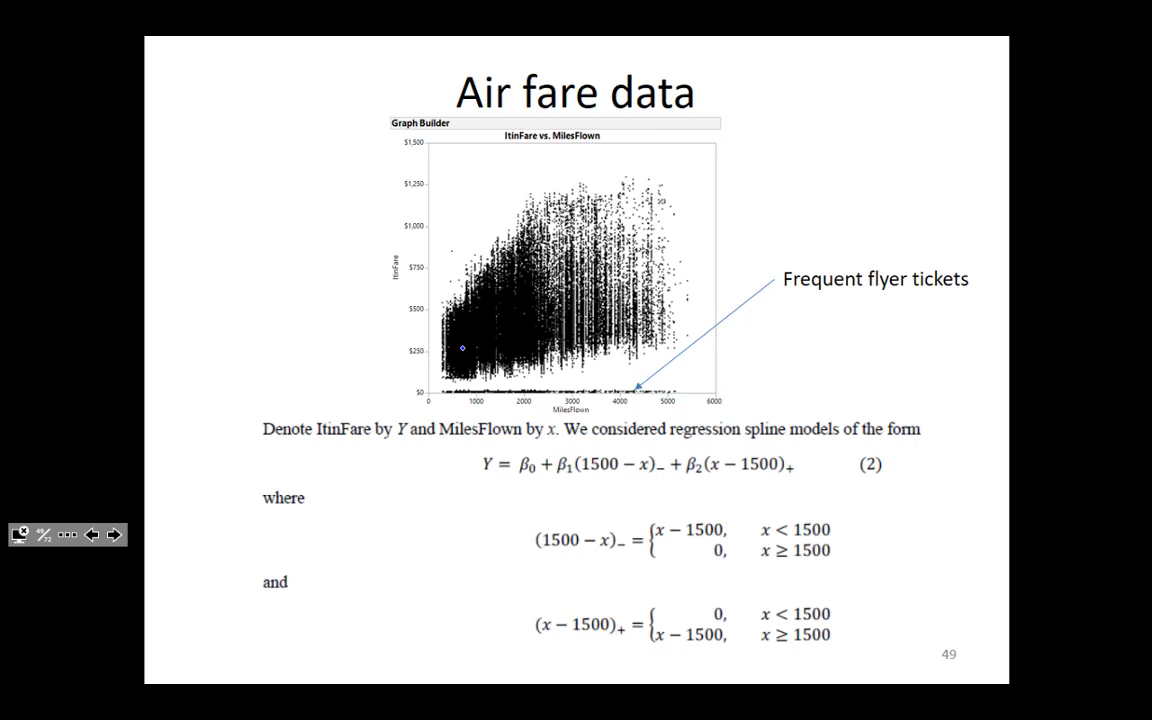 Air fare data
Graph Builder
ItinFare vs. MilesFlown
$1,500
$1,250
$1,000
$750
$500
$250
$0
ItinFare
0 1000 2000 3000 4000 5000 6000
MilesFlown
Frequent flyer tickets
Denote ItinFare by Y and MilesFlown by x. We considered regression spline models of the form
Y = β₀ + β₁(1500 − x)₋ + β₂(x − 1500)₊ (2)
where
(1500 − x)₋ = { x − 1500, x < 1500
0, x ≥ 1500
and
(x − 1500)₊ = { 0, x < 1500
x − 1500, x ≥ 1500
49
49/72